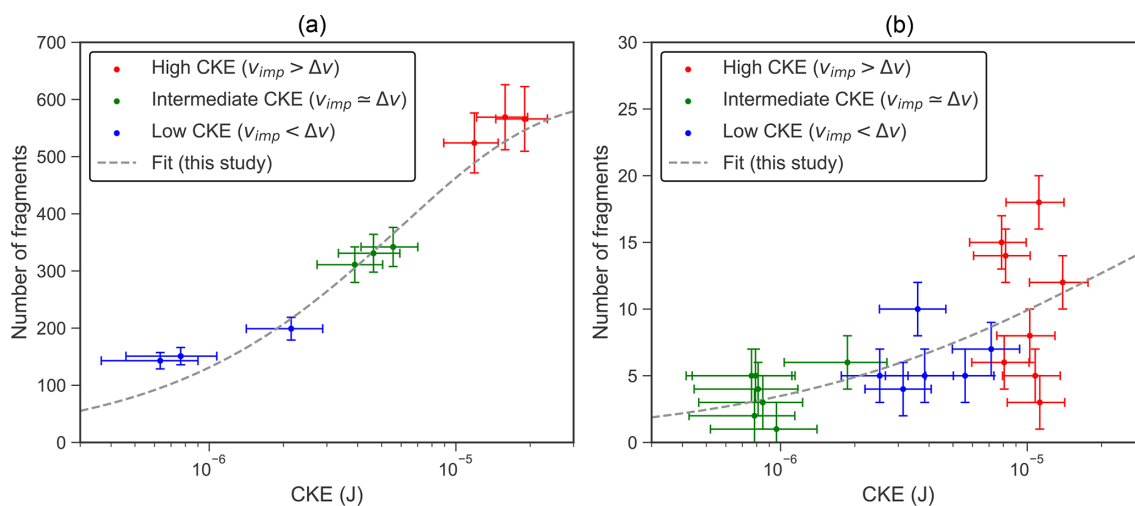 (a)
Number of fragments
700
600
500
400
300
200
100
0
High CKE (v_imp > Δv)
Intermediate CKE (v_imp ≃ Δv)
Low CKE (v_imp < Δv)
Fit (this study)
10⁻⁶
10⁻⁵
CKE (J)
(b)
Number of fragments
30
25
20
15
10
5
0
High CKE (v_imp > Δv)
Intermediate CKE (v_imp ≃ Δv)
Low CKE (v_imp < Δv)
Fit (this study)
10⁻⁶
10⁻⁵
CKE (J)